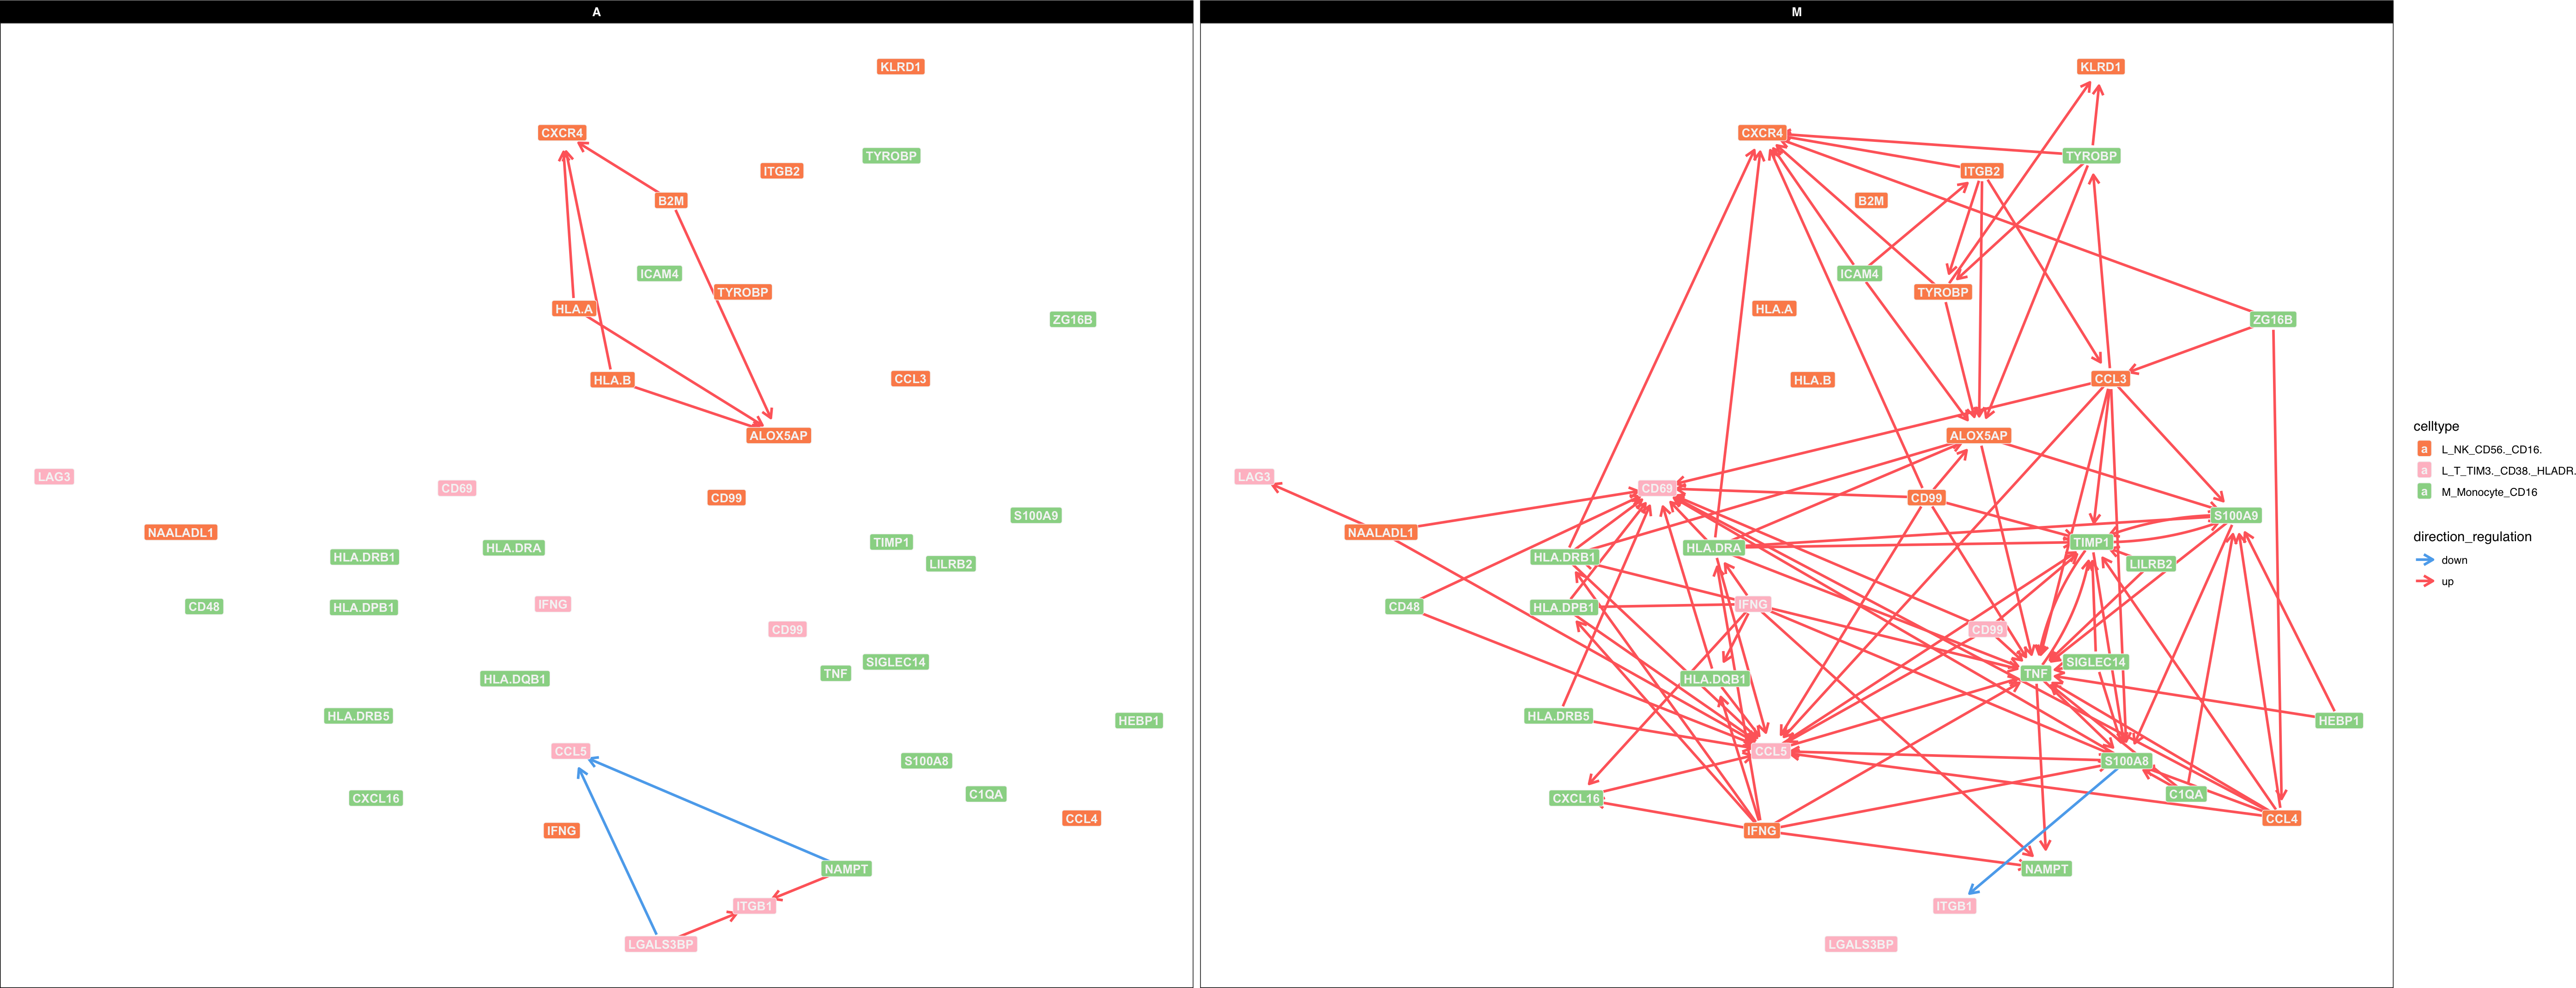 A
KLRD1
CXCR4
TYROBP
ITGB2
B2M
ICAM4
TYROBP
HLA.A
ZG16B
HLA.B
CCL3
ALOX5AP
LAG3
CD69
CD99
S100A9
NAALADL1
TIMP1
HLA.DRA
HLA.DRB1
LILRB2
IFNG
CD48
HLA.DPB1
CD99
SIGLEC14
TNF
HLA.DQB1
HLA.DRB5
HEBP1
CCL5
S100A8
C1QA
CXCL16
CCL4
IFNG
NAMPT
ITGB1
LGALS3BP
M
KLRD1
CXCR4
TYROBP
ITGB2
B2M
ICAM4
TYROBP
HLA.A
ZG16B
HLA.B
CCL3
ALOX5AP
LAG3
CD69
CD99
S100A9
NAALADL1
TIMP1
HLA.DRA
HLA.DRB1
LILRB2
IFNG
CD48
HLA.DPB1
CD99
SIGLEC14
TNF
HLA.DQB1
HLA.DRB5
HEBP1
CCL5
S100A8
C1QA
CXCL16
CCL4
IFNG
NAMPT
ITGB1
LGALS3BP
celltype
a L_NK_CD56._CD16.
a L_T_TIM3._CD38._HLADR.
a M_Monocyte_CD16
direction_regulation
down
up